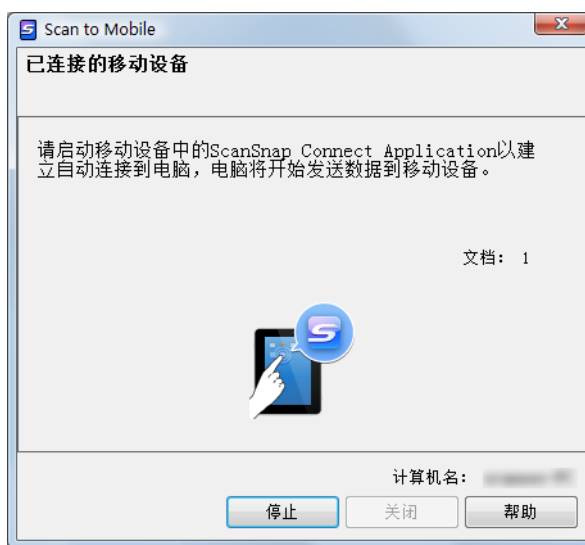 Scan to Mobile
已连接的移动设备
请启动移动设备中的ScanSnap Connect Application以建
立自动连接到电脑，电脑将开始发送数据到移动设备。
文档： 1
计算机名：
停止 关闭 帮助